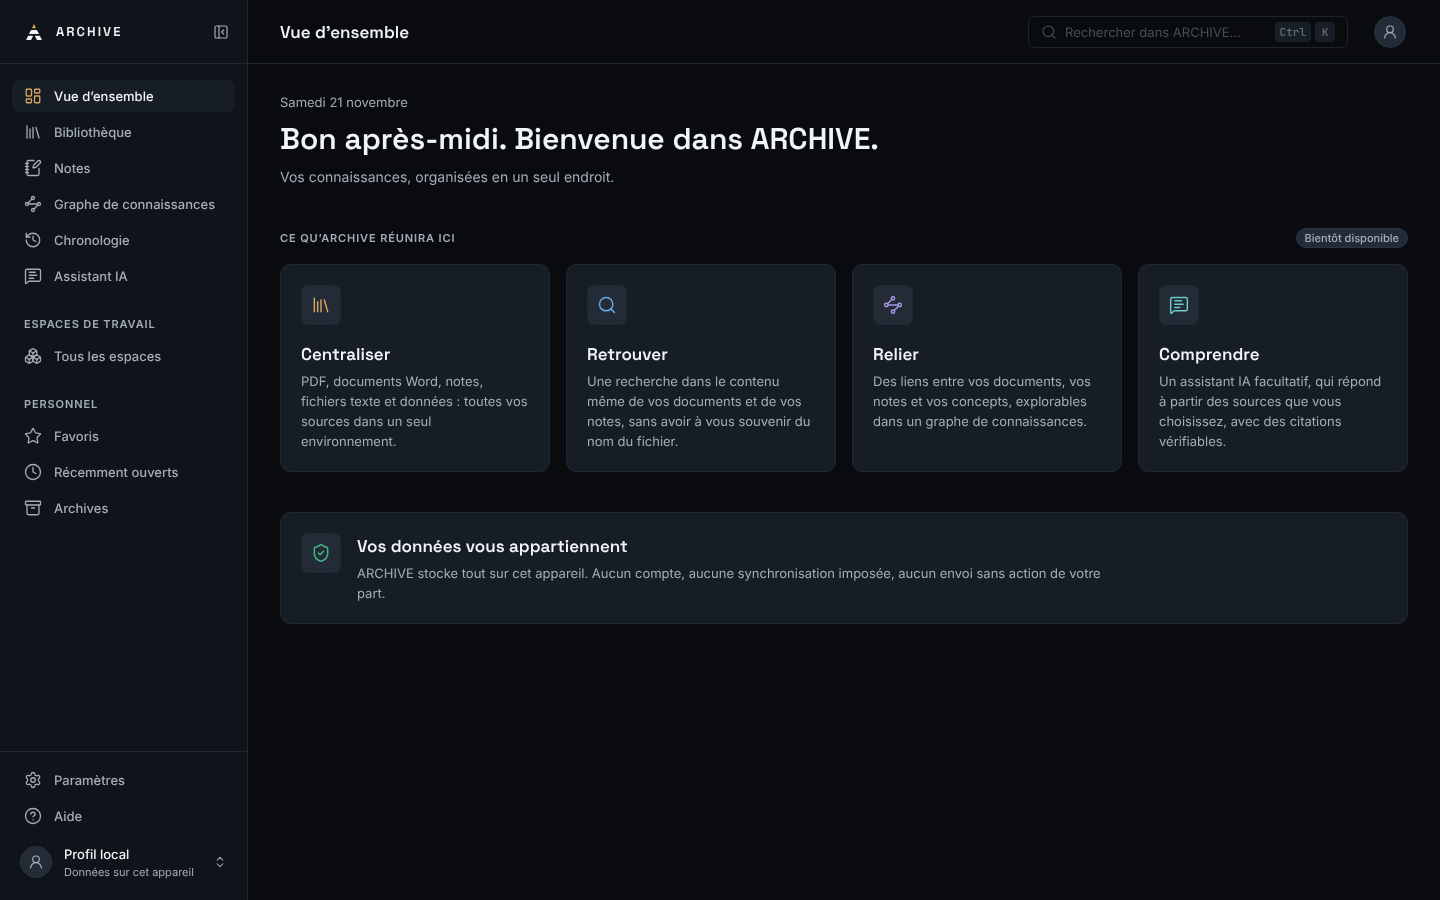 ARCHIVE
Vue d’ensemble
Bibliothèque
Notes
Graphe de connaissances
Chronologie
Assistant IA
ESPACES DE TRAVAIL
Tous les espaces
PERSONNEL
Favoris
Récemment ouverts
Archives
Paramètres
Aide
Profil local
Données sur cet appareil
Vue d’ensemble
Rechercher dans ARCHIVE...
Ctrl K
Samedi 21 novembre
Bon après-midi. Bienvenue dans ARCHIVE.
Vos connaissances, organisées en un seul endroit.
CE QU’ARCHIVE RÉUNIRA ICI
Bientôt disponible
Centraliser
PDF, documents Word, notes,
fichiers texte et données : toutes vos
sources dans un seul
environnement.
Retrouver
Une recherche dans le contenu
même de vos documents et de vos
notes, sans avoir à vous souvenir du
nom du fichier.
Relier
Des liens entre vos documents, vos
notes et vos concepts, explorables
dans un graphe de connaissances.
Comprendre
Un assistant IA facultatif, qui répond
à partir des sources que vous
choisissez, avec des citations
vérifiables.
Vos données vous appartiennent
ARCHIVE stocke tout sur cet appareil. Aucun compte, aucune synchronisation imposée, aucun envoi sans action de votre
part.